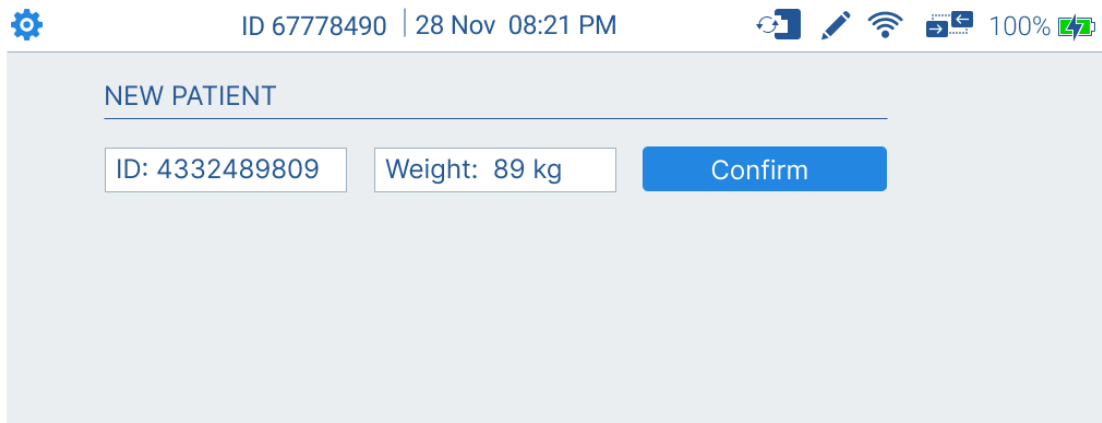 ID 67778490 28 Nov 08:21 PM 100%
NEW PATIENT
ID: 4332489809 Weight: 89 kg Confirm